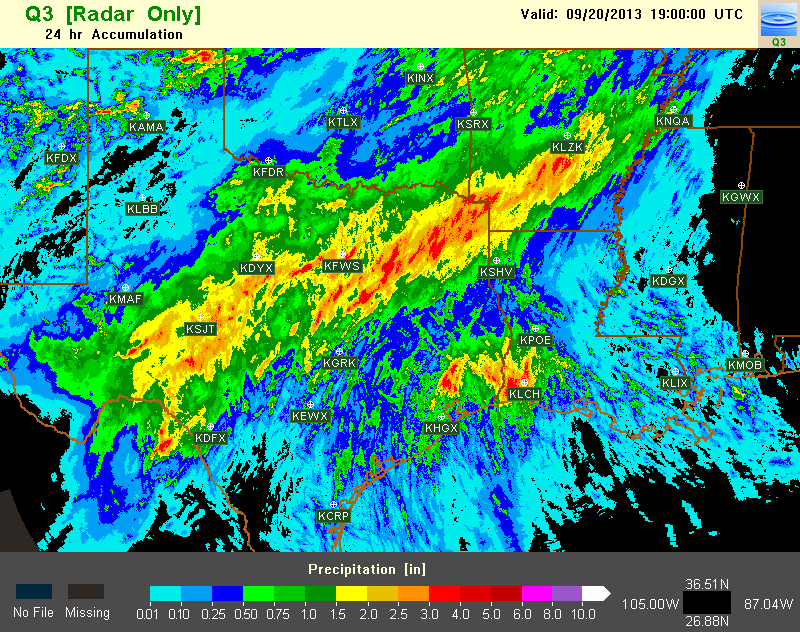 Q3 [Radar Only]
24 hr Accumulation
Valid: 09/20/2013 19:00:00 UTC
Q3
KINX
KTLX
KSRX
KNQA
KAMA
KLZK
KFDX
KFDR
KGWX
KLBB
KDYX
KFWS
KSHV
KDGX
KMAF
KSJT
KPOE
KGRK
KMOB
KLIX
KLCH
KEWX
KHGX
KDFX
KCRP
Precipitation [in]
No File
Missing
0.01 0.10 0.25 0.50 0.75 1.0 1.5 2.0 2.5 3.0 4.0 5.0 6.0 8.0 10.0
36.51N
105.00W
87.04W
26.88N